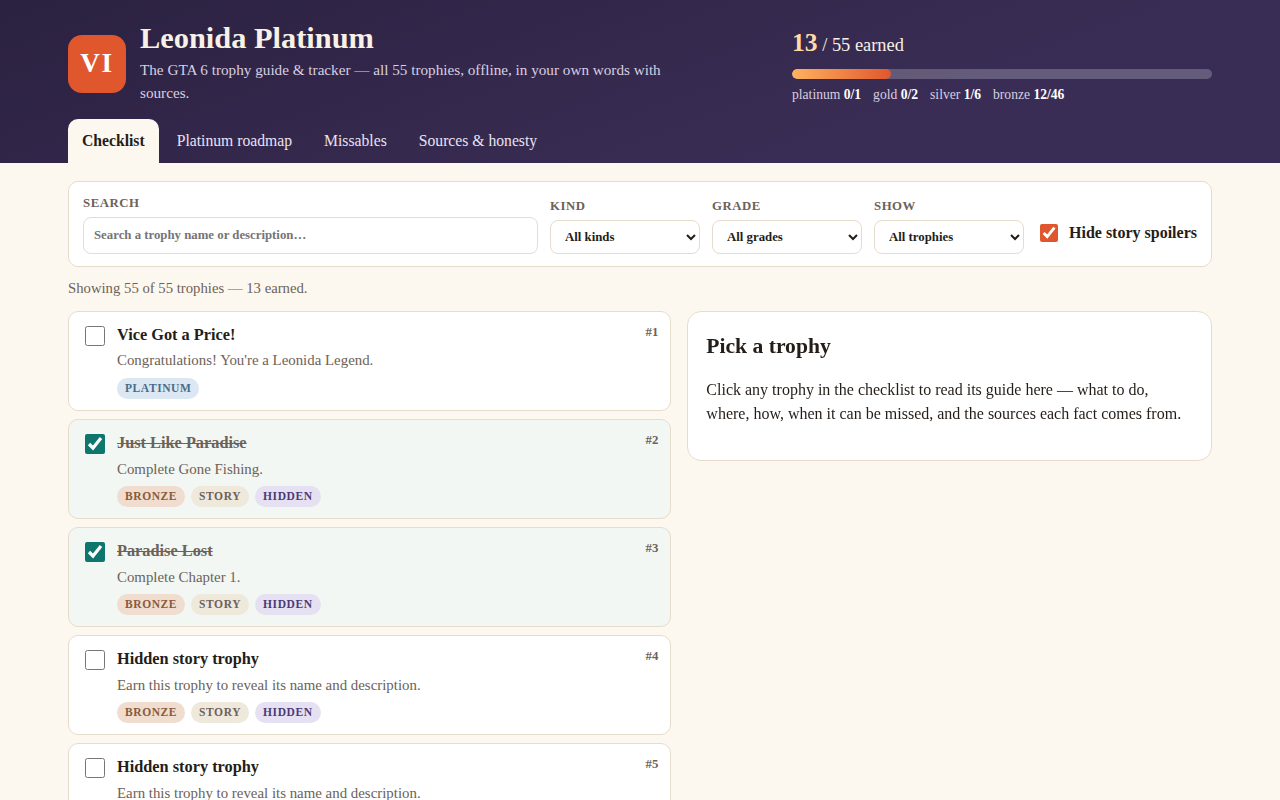 VI
Leonida Platinum
The GTA 6 trophy guide & tracker — all 55 trophies, offline, in your own words with
sources.
13 / 55 earned
platinum 0/1 gold 0/2 silver 1/6 bronze 12/46
Checklist
Platinum roadmap
Missables
Sources & honesty
SEARCH
Search a trophy name or description…
KIND
All kinds
GRADE
All grades
SHOW
All trophies
Hide story spoilers
Showing 55 of 55 trophies — 13 earned.
Vice Got a Price!
#1
Congratulations! You're a Leonida Legend.
PLATINUM
Just Like Paradise
#2
Complete Gone Fishing.
BRONZE STORY HIDDEN
Paradise Lost
#3
Complete Chapter 1.
BRONZE STORY HIDDEN
Hidden story trophy
#4
Earn this trophy to reveal its name and description.
BRONZE STORY HIDDEN
Hidden story trophy
#5
Earn this trophy to reveal its name and description.
Pick a trophy
Click any trophy in the checklist to read its guide here — what to do,
where, how, when it can be missed, and the sources each fact comes from.